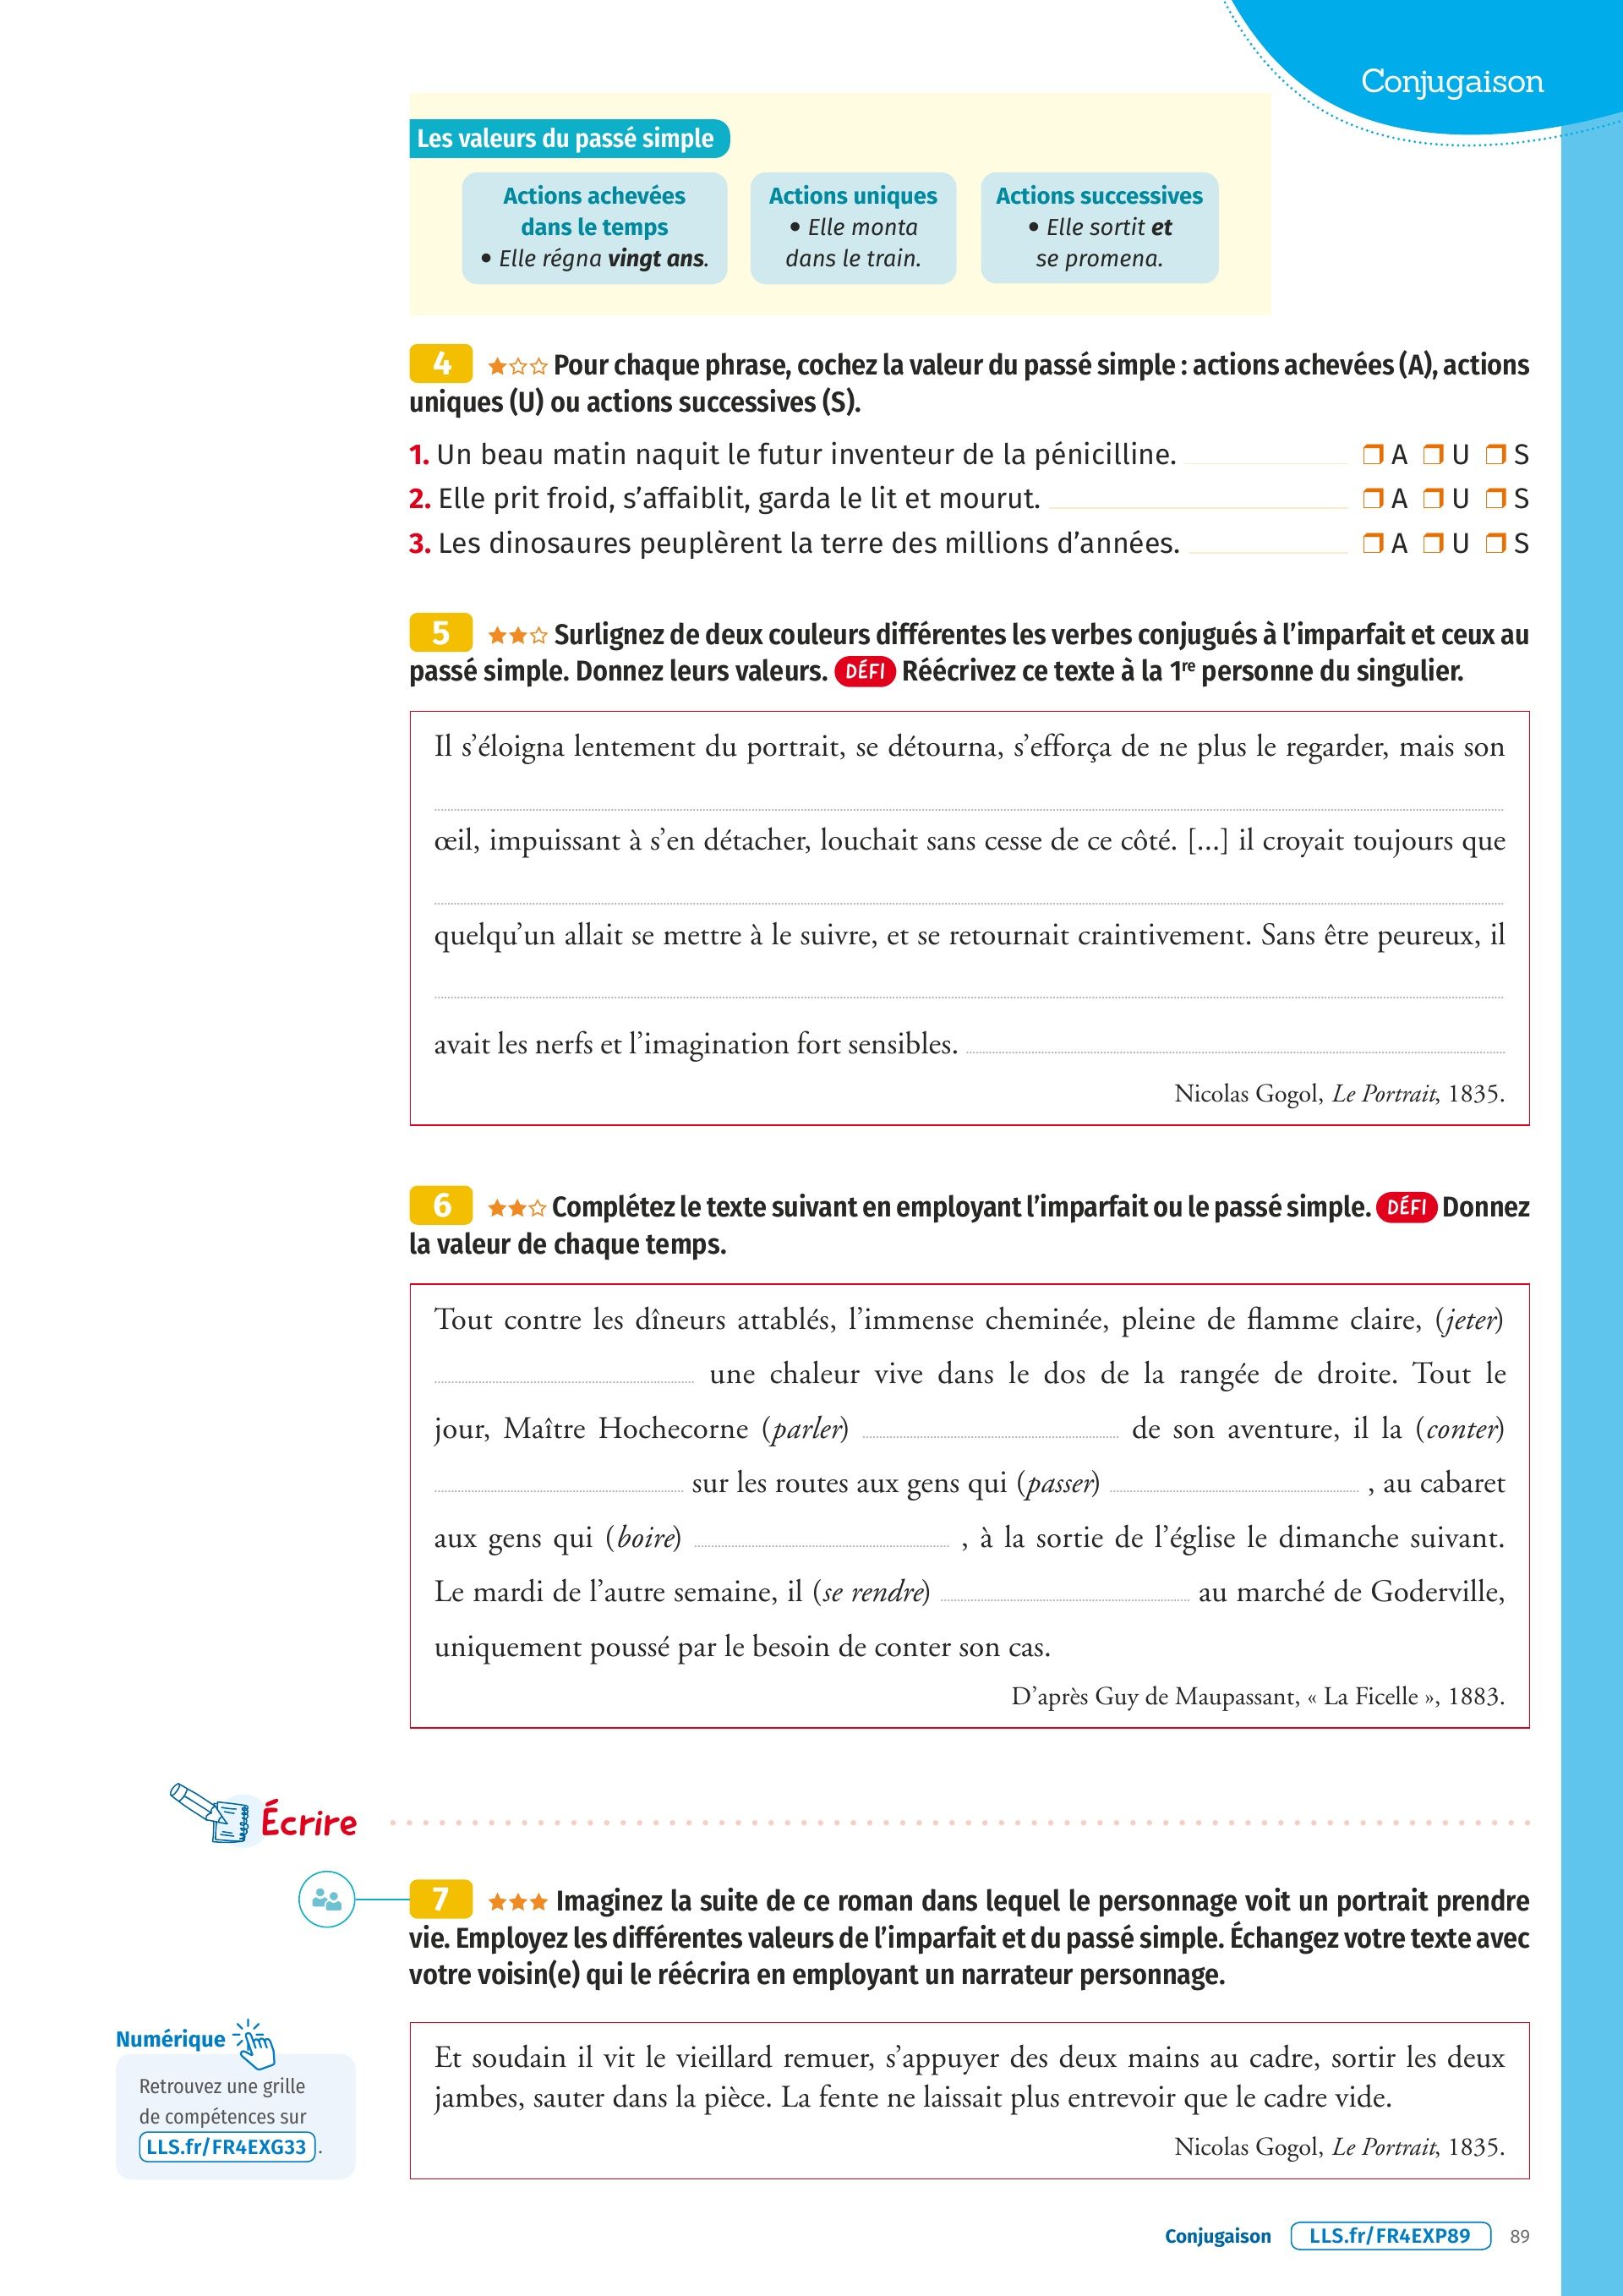 Conjugaison
Les valeurs du passé simple
Actions achevées
dans le temps
• Elle régna vingt ans.
Actions uniques
• Elle monta
dans le train.
Actions successives
• Elle sortit et
se promena.
4 Pour chaque phrase, cochez la valeur du passé simple : actions achevées (A), actions
uniques (U) ou actions successives (S).
1. Un beau matin naquit le futur inventeur de la pénicilline. ❒ A ❒ U ❒ S
2. Elle prit froid, s’affaiblit, garda le lit et mourut. ❒ A ❒ U ❒ S
3. Les dinosaures peuplèrent la terre des millions d’années. ❒ A ❒ U ❒ S
5 Surlignez de deux couleurs différentes les verbes conjugués à l’imparfait et ceux au
passé simple. Donnez leurs valeurs. DÉFI Réécrivez ce texte à la 1re personne du singulier.
Il s’éloigna lentement du portrait, se détourna, s’efforça de ne plus le regarder, mais son
œil, impuissant à s’en détacher, louchait sans cesse de ce côté. [...] il croyait toujours que
quelqu’un allait se mettre à le suivre, et se retournait craintivement. Sans être peureux, il
avait les nerfs et l’imagination fort sensibles.
Nicolas Gogol, Le Portrait, 1835.
6 Complétez le texte suivant en employant l’imparfait ou le passé simple. DÉFI Donnez
la valeur de chaque temps.
Tout contre les dîneurs attablés, l’immense cheminée, pleine de flamme claire, (jeter)
une chaleur vive dans le dos de la rangée de droite. Tout le
jour, Maître Hochecorne (parler) de son aventure, il la (conter)
sur les routes aux gens qui (passer) , au cabaret
aux gens qui (boire) , à la sortie de l’église le dimanche suivant.
Le mardi de l’autre semaine, il (se rendre) au marché de Goderville,
uniquement poussé par le besoin de conter son cas.
D’après Guy de Maupassant, « La Ficelle », 1883.
Écrire
7 Imaginez la suite de ce roman dans lequel le personnage voit un portrait prendre
vie. Employez les différentes valeurs de l’imparfait et du passé simple. Échangez votre texte avec
votre voisin(e) qui le réécrira en employant un narrateur personnage.
Numérique
Retrouvez une grille
de compétences sur
LLS.fr/FR4EXG33 .
Et soudain il vit le vieillard remuer, s’appuyer des deux mains au cadre, sortir les deux
jambes, sauter dans la pièce. La fente ne laissait plus entrevoir que le cadre vide.
Nicolas Gogol, Le Portrait, 1835.
Conjugaison LLS.fr/FR4EXP89 89